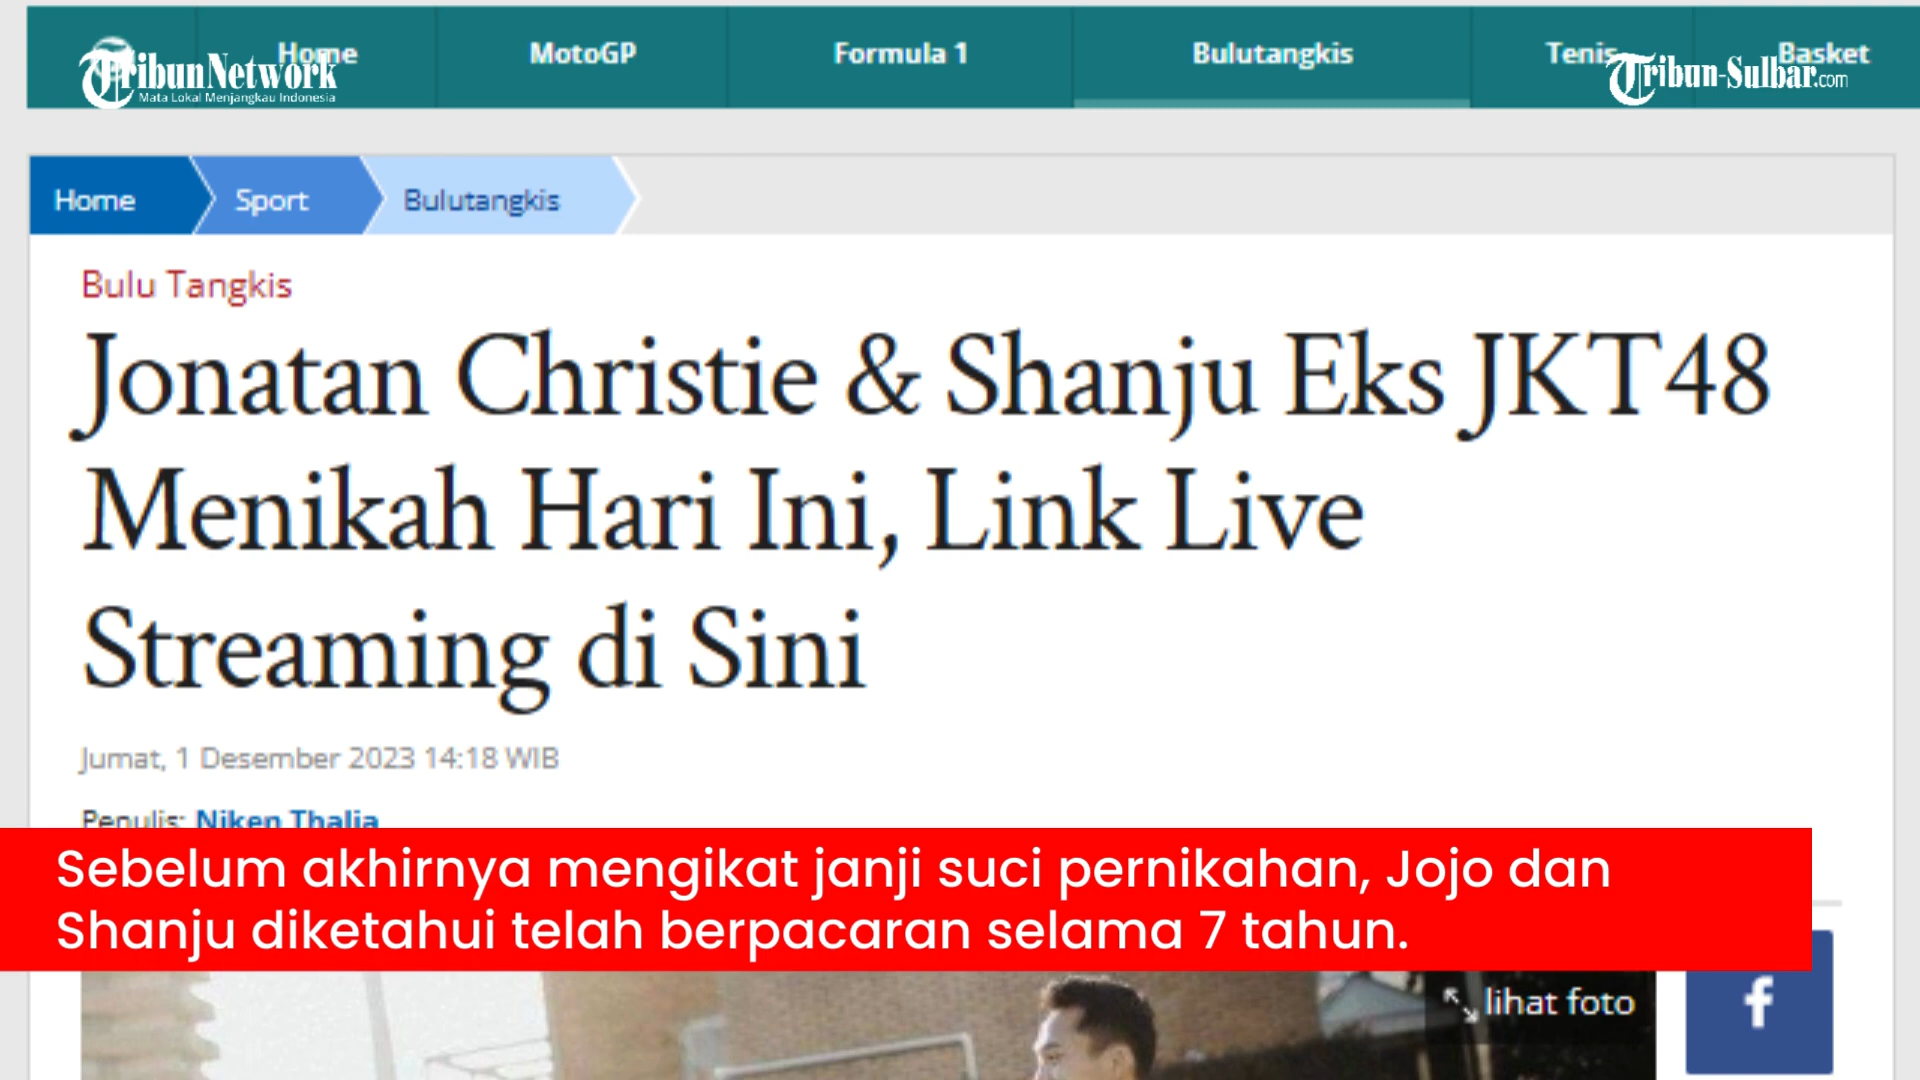 Home
MotoGP
Formula 1
Bulutangkis
Tenis
Basket
TribunNetwork
Mata Lokal Menjangkau Indonesia
Tribun-Sulbar.com
Home
Sport
Bulutangkis
Bulu Tangkis
Jonatan Christie & Shanju Eks JKT48
Menikah Hari Ini, Link Live
Streaming di Sini
Jumat, 1 Desember 2023 14:18 WIB
Penulis: Niken Thalia
Sebelum akhirnya mengikat janji suci pernikahan, Jojo dan
Shanju diketahui telah berpacaran selama 7 tahun.
lihat foto
f